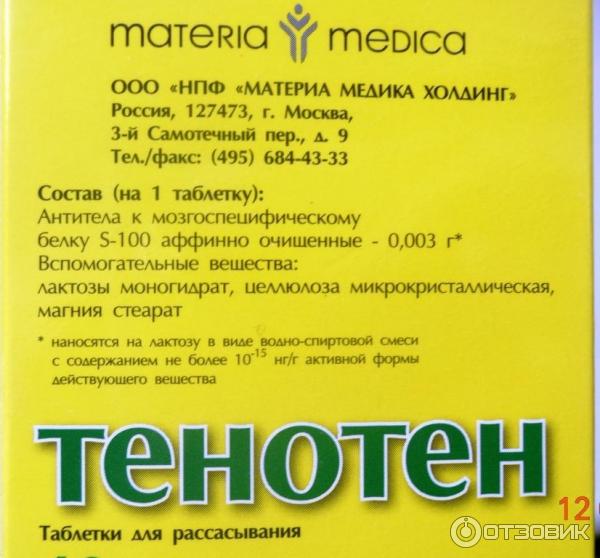 materia medica
ООО «НПФ «МАТЕРИА МЕДИКА ХОЛДИНГ»
Россия, 127473, г. Москва,
3-й Самотечный пер., д. 9
Тел./факс: (495) 684-43-33
Состав (на 1 таблетку):
Антитела к мозгоспецифическому
белку S-100 аффинно очищенные - 0,003 г*
Вспомогательные вещества:
лактозы моногидрат, целлюлоза микрокристаллическая,
магния стеарат
* наносятся на лактозу в виде водно-спиртовой смеси
с содержанием не более 10⁻¹⁵ нг/г активной формы
действующего вещества
ТЕНОТЕН
Таблетки для рассасывания
12
ОТЗОВИК